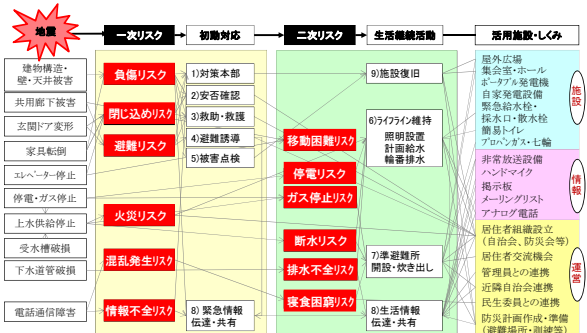 地震
一次リスク
初動対応
二次リスク
生活継続活動
活用施設・しくみ
建物構造・
壁・天井被害
共用廊下被害
玄関ドア変形
家具転倒
エレベーター停止
停電・ガス停止
上水供給停止
受水槽破損
下水道管破損
電話通信障害
負傷リスク
閉じ込めリスク
避難リスク
火災リスク
混乱発生リスク
情報不全リスク
1)対策本部
2)安否確認
3)救助・救護
4)避難誘導
5)被害点検
8) 緊急情報
伝達・共有
移動困難リスク
停電リスク
ガス停止リスク
断水リスク
排水不全リスク
寝食困窮リスク
9)施設復旧
6)ライフライン維持
照明設置
計画給水
輪番排水
7)準避難所
開設・炊き出し
8)生活情報
伝達・共有
屋外広場
集会室・ホール
ポータブル発電機
自家発電設備
緊急給水栓・
採水口・散水栓
簡易トイレ
プロパンガス・七輪
施設
非常放送設備
ハンドマイク
掲示板
メーリングリスト
アナログ電話
情報
居住者組織設立
(自治会、防災会等)
居住者交流機会
管理員との連携
近隣自治会連携
民生委員との連携
防災計画作成・準備
(避難場所・訓練等)
運営